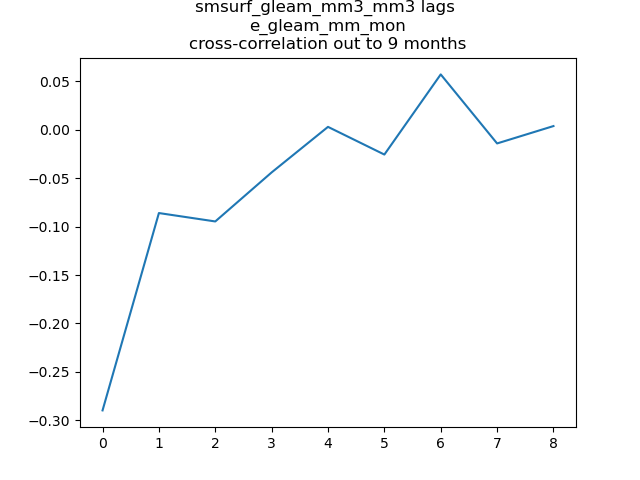 smsurf_gleam_mm3_mm3 lags
e_gleam_mm_mon
cross-correlation out to 9 months
0.05
0.00
−0.05
−0.10
−0.15
−0.20
−0.25
−0.30
0 1 2 3 4 5 6 7 8